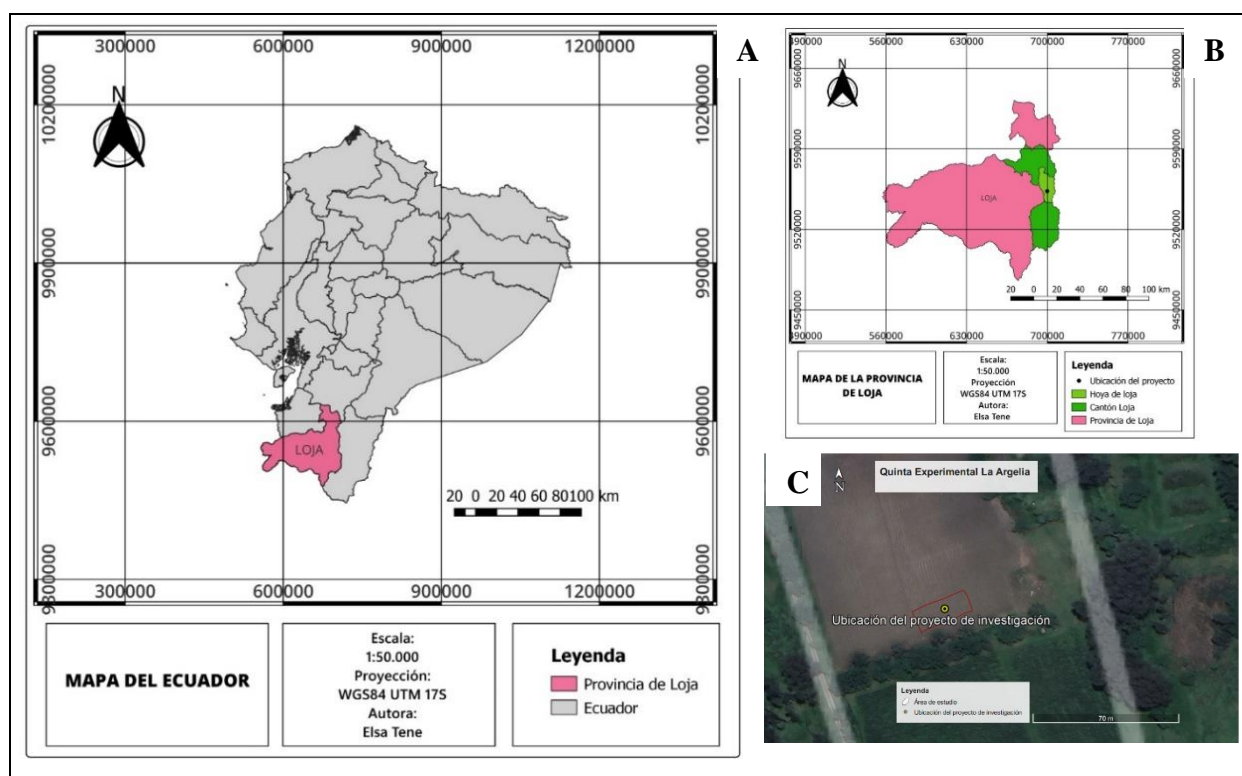 A
300000 600000 900000 1200000
N
10200000 10200000
9900000 9900000
9600000 9600000
LOJA
20 0 20 40 60 80 100 km
9300000 9300000
300000 600000 900000 1200000
MAPA DEL ECUADOR
Escala:
1:50.000
Proyección:
WGS84 UTM 17S
Autora:
Elsa Tene
Leyenda
Provincia de Loja
Ecuador
B
490000 560000 630000 700000 770000
N
9660000 9660000
9590000 9590000
LOJA
9520000 9520000
20 0 20 40 60 80 100 km
9450000 9450000
490000 560000 630000 700000 770000
MAPA DE LA PROVINCIA
DE LOJA
Escala:
1:50.000
Proyección
WGS84 UTM 17S
Autora:
Elsa Tene
Leyenda
Ubicación del proyecto
Hoya de loja
Cantón Loja
Provincia de Loja
C
N
Quinta Experimental La Argelia
Ubicación del proyecto de investigación
Leyenda
Área de estudio
Ubicación del proyecto de investigación
70 m